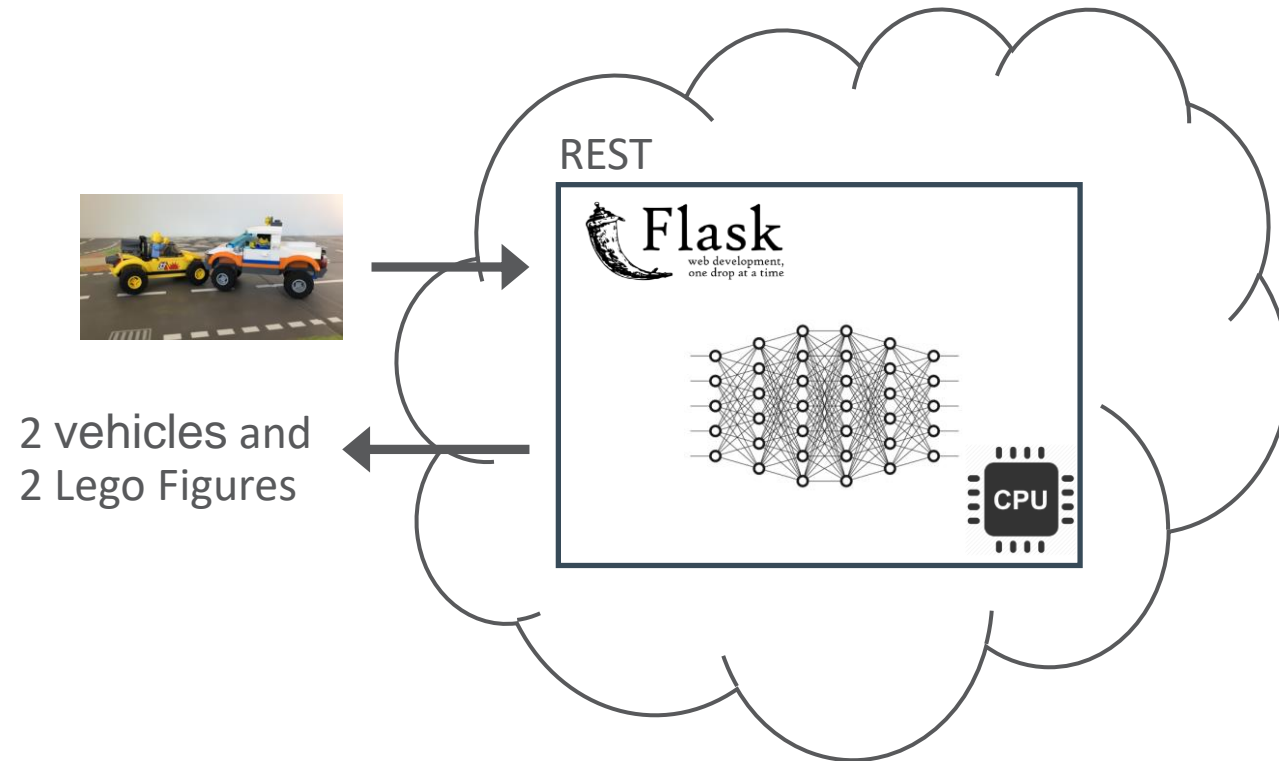 REST
Flask
web development,
one drop at a time
2 vehicles and
2 Lego Figures
CPU